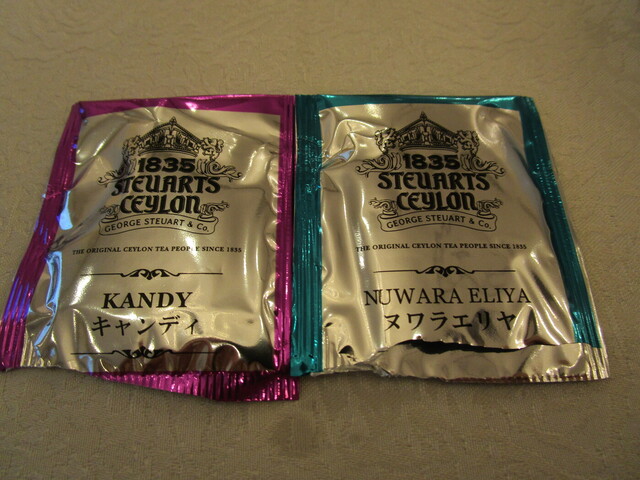 1835
STEUARTS
CEYLON
GEORGE STEUART & Co.
THE ORIGINAL CEYLON TEA PEOPLE SINCE 1835
KANDY
キャンディ
1835
STEUARTS
CEYLON
GEORGE STEUART & Co.
THE ORIGINAL CEYLON TEA PEOPLE SINCE 1835
NUWARA ELIYA
ヌワラエリヤ